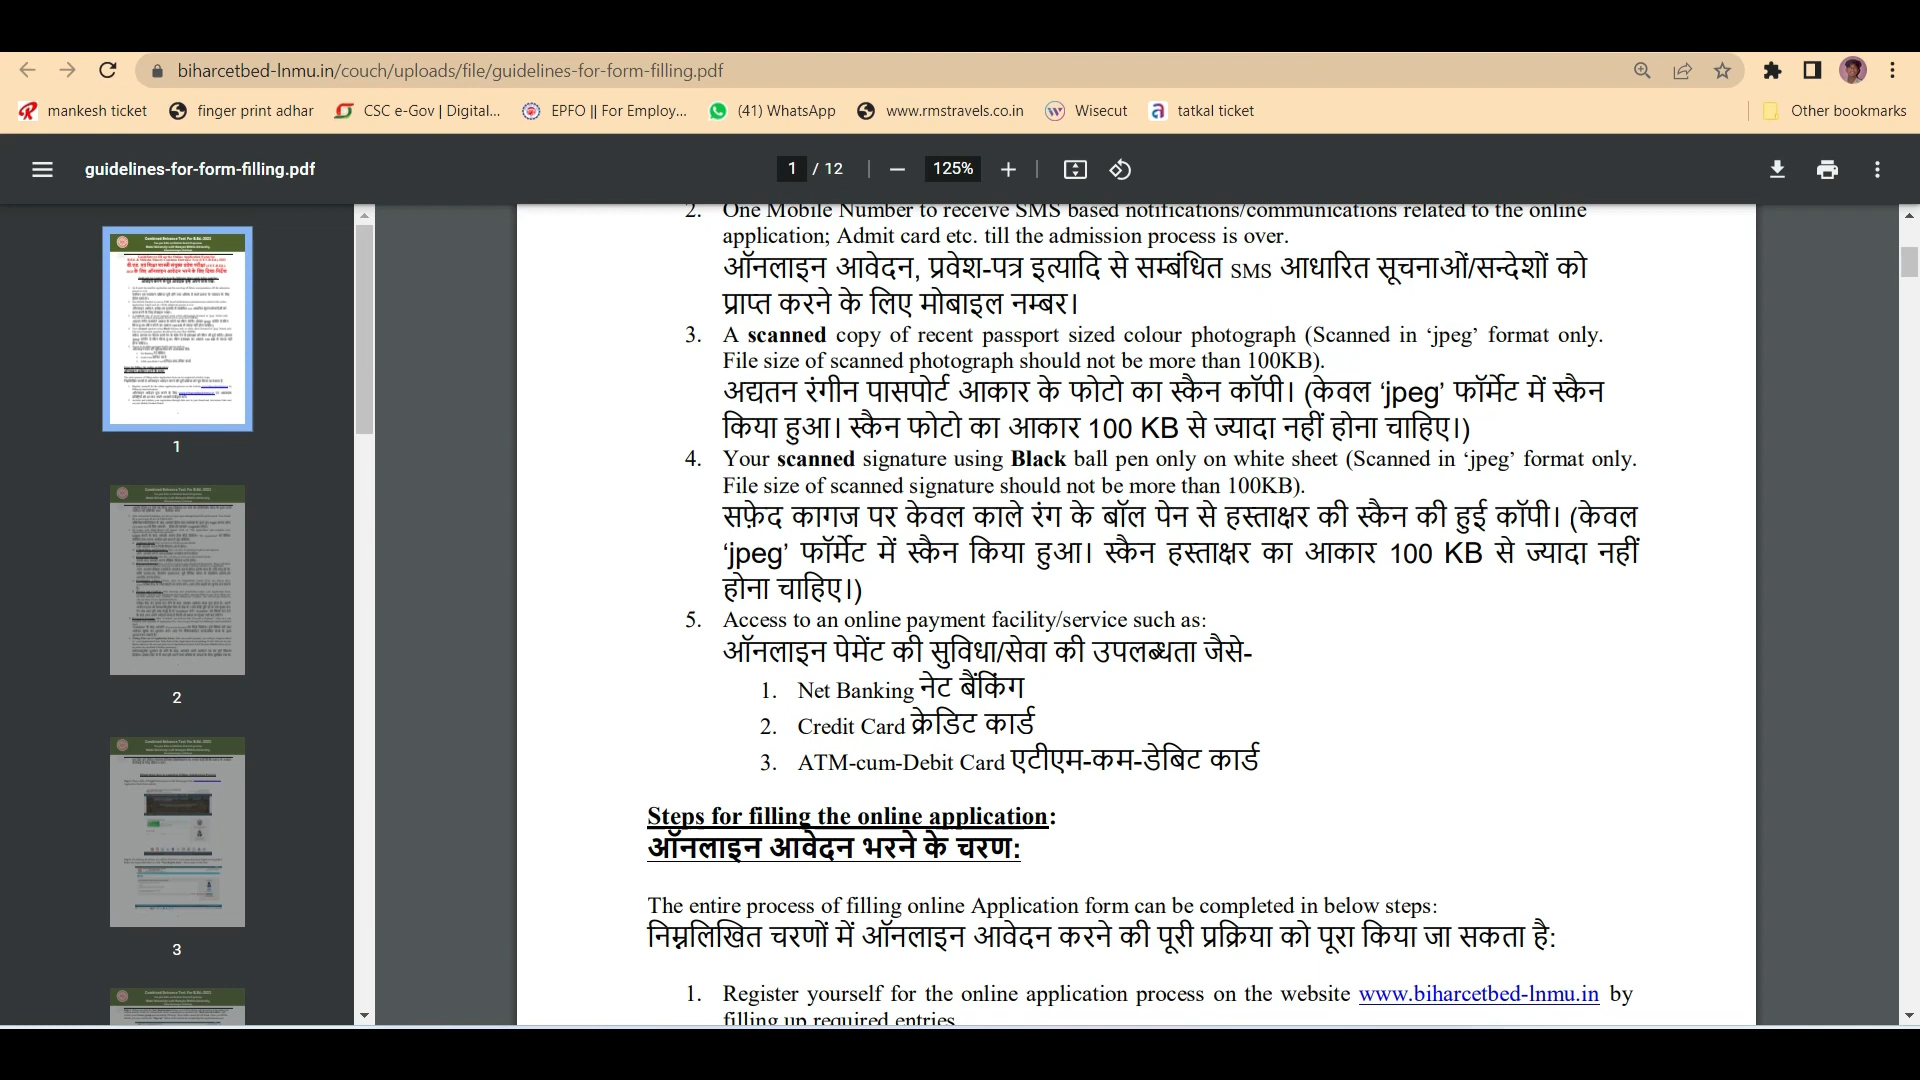 biharcetbed-lnmu.in/couch/uploads/file/guidelines-for-form-filling.pdf
mankesh ticket finger print adhar CSC e-Gov | Digital... EPFO || For Employ... (41) WhatsApp www.rmstravels.co.in Wisecut tatkal ticket Other bookmarks
guidelines-for-form-filling.pdf 1 / 12 125%
1
2
3
2. One Mobile Number to receive SMS based notifications/communications related to the online
application; Admit card etc. till the admission process is over.
ऑनलाइन आवेदन, प्रवेश-पत्र इत्यादि से सम्बंधित SMS आधारित सूचनाओं/सन्देशों को
प्राप्त करने के लिए मोबाइल नम्बर।
3. A scanned copy of recent passport sized colour photograph (Scanned in ‘jpeg’ format only.
File size of scanned photograph should not be more than 100KB).
अद्यतन रंगीन पासपोर्ट आकार के फोटो का स्कैन कॉपी। (केवल ‘jpeg’ फॉर्मेट में स्कैन
किया हुआ। स्कैन फोटो का आकार 100 KB से ज्यादा नहीं होना चाहिए।)
4. Your scanned signature using Black ball pen only on white sheet (Scanned in ‘jpeg’ format only.
File size of scanned signature should not be more than 100KB).
सफ़ेद कागज पर केवल काले रंग के बॉल पेन से हस्ताक्षर की स्कैन की हुई कॉपी। (केवल
‘jpeg’ फॉर्मेट में स्कैन किया हुआ। स्कैन हस्ताक्षर का आकार 100 KB से ज्यादा नहीं
होना चाहिए।)
5. Access to an online payment facility/service such as:
ऑनलाइन पेमेंट की सुविधा/सेवा की उपलब्धता जैसे-
1. Net Banking नेट बैंकिंग
2. Credit Card क्रेडिट कार्ड
3. ATM-cum-Debit Card एटीएम-कम-डेबिट कार्ड
Steps for filling the online application:
ऑनलाइन आवेदन भरने के चरण:
The entire process of filling online Application form can be completed in below steps:
निम्नलिखित चरणों में ऑनलाइन आवेदन करने की पूरी प्रक्रिया को पूरा किया जा सकता है:
1. Register yourself for the online application process on the website www.biharcetbed-lnmu.in by
filling up required entries